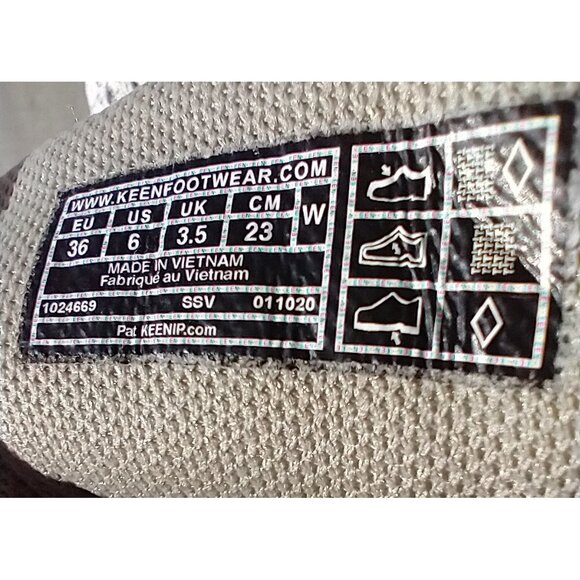 WWW.KEENFOOTWEAR.COM
EU US UK CM W
36 6 3.5 23
MADE IN VIETNAM
Fabriqué au Vietnam
1024669 SSV 011020
Pat KEENIP.com